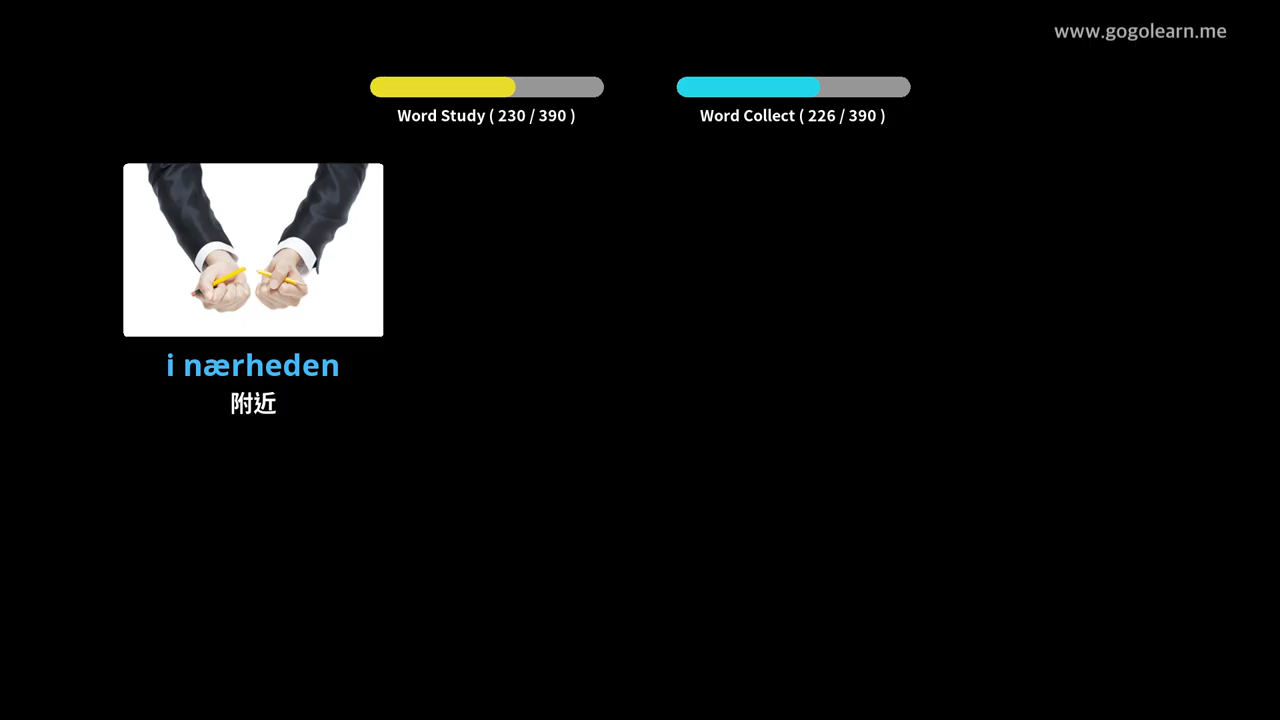 www.gogolearn.me
Word Study ( 230 / 390 )
Word Collect ( 226 / 390 )
i nærheden
附近